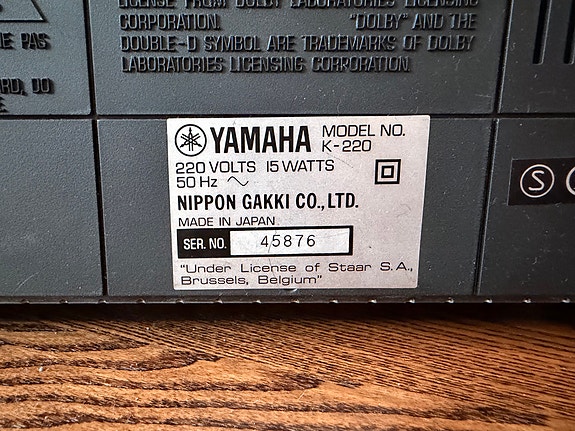 LICENSE FROM DOLBY LABORATORIES LICENSING
CORPORATION. "DOLBY" AND THE
DOUBLE-D SYMBOL ARE TRADEMARKS OF DOLBY
LABORATORIES LICENSING CORPORATION.
NE PAS
ARD, DO
YAMAHA MODEL NO.
K-220
220 VOLTS 15 WATTS
50 Hz ~
NIPPON GAKKI CO., LTD.
MADE IN JAPAN
SER. NO. 45876
"Under License of Staar S.A.,
Brussels, Belgium"
S